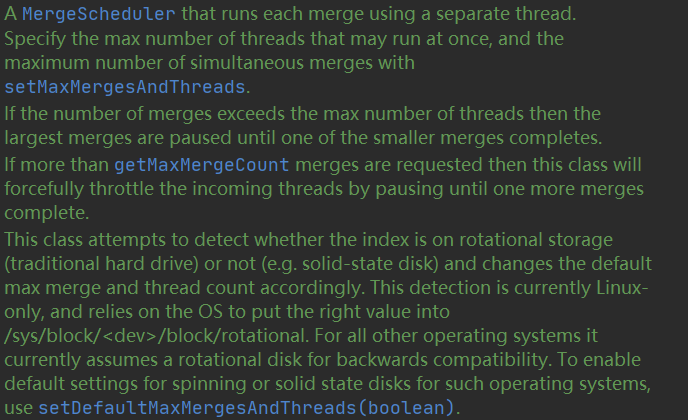 A MergeScheduler that runs each merge using a separate thread.
Specify the max number of threads that may run at once, and the
maximum number of simultaneous merges with
setMaxMergesAndThreads.
If the number of merges exceeds the max number of threads then the
largest merges are paused until one of the smaller merges completes.
If more than getMaxMergeCount merges are requested then this class will
forcefully throttle the incoming threads by pausing until one more merges
complete.
This class attempts to detect whether the index is on rotational storage
(traditional hard drive) or not (e.g. solid-state disk) and changes the default
max merge and thread count accordingly. This detection is currently Linux-
only, and relies on the OS to put the right value into
/sys/block/<dev>/block/rotational. For all other operating systems it
currently assumes a rotational disk for backwards compatibility. To enable
default settings for spinning or solid state disks for such operating systems,
use setDefaultMaxMergesAndThreads(boolean).